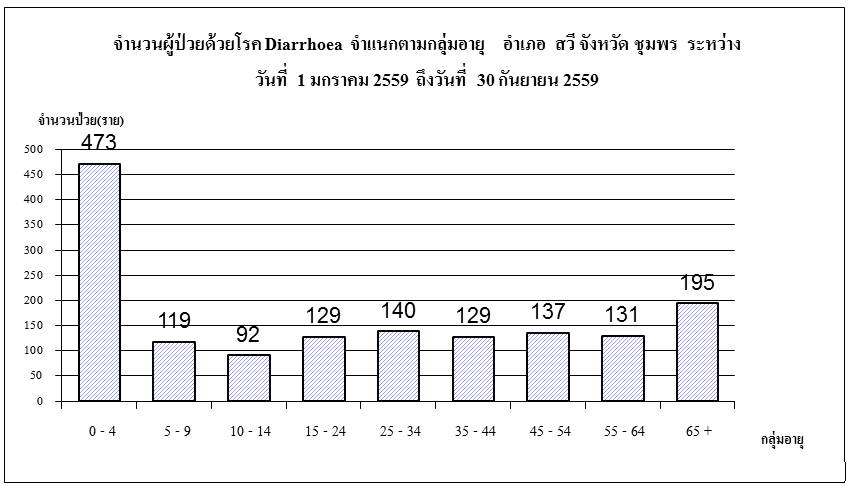 จำนวนผู้ป่วยด้วยโรค Diarrhoea จำแนกตามกลุ่มอายุ อำเภอ สวี จังหวัด ชุมพร ระหว่าง
วันที่ 1 มกราคม 2559 ถึงวันที่ 30 กันยายน 2559
จำนวนป่วย(ราย)
500
450
400
350
300
250
200
150
100
50
0
473
119
92
129
140
129
137
131
195
0 - 4
5 - 9
10 - 14
15 - 24
25 - 34
35 - 44
45 - 54
55 - 64
65 +
กลุ่มอายุ